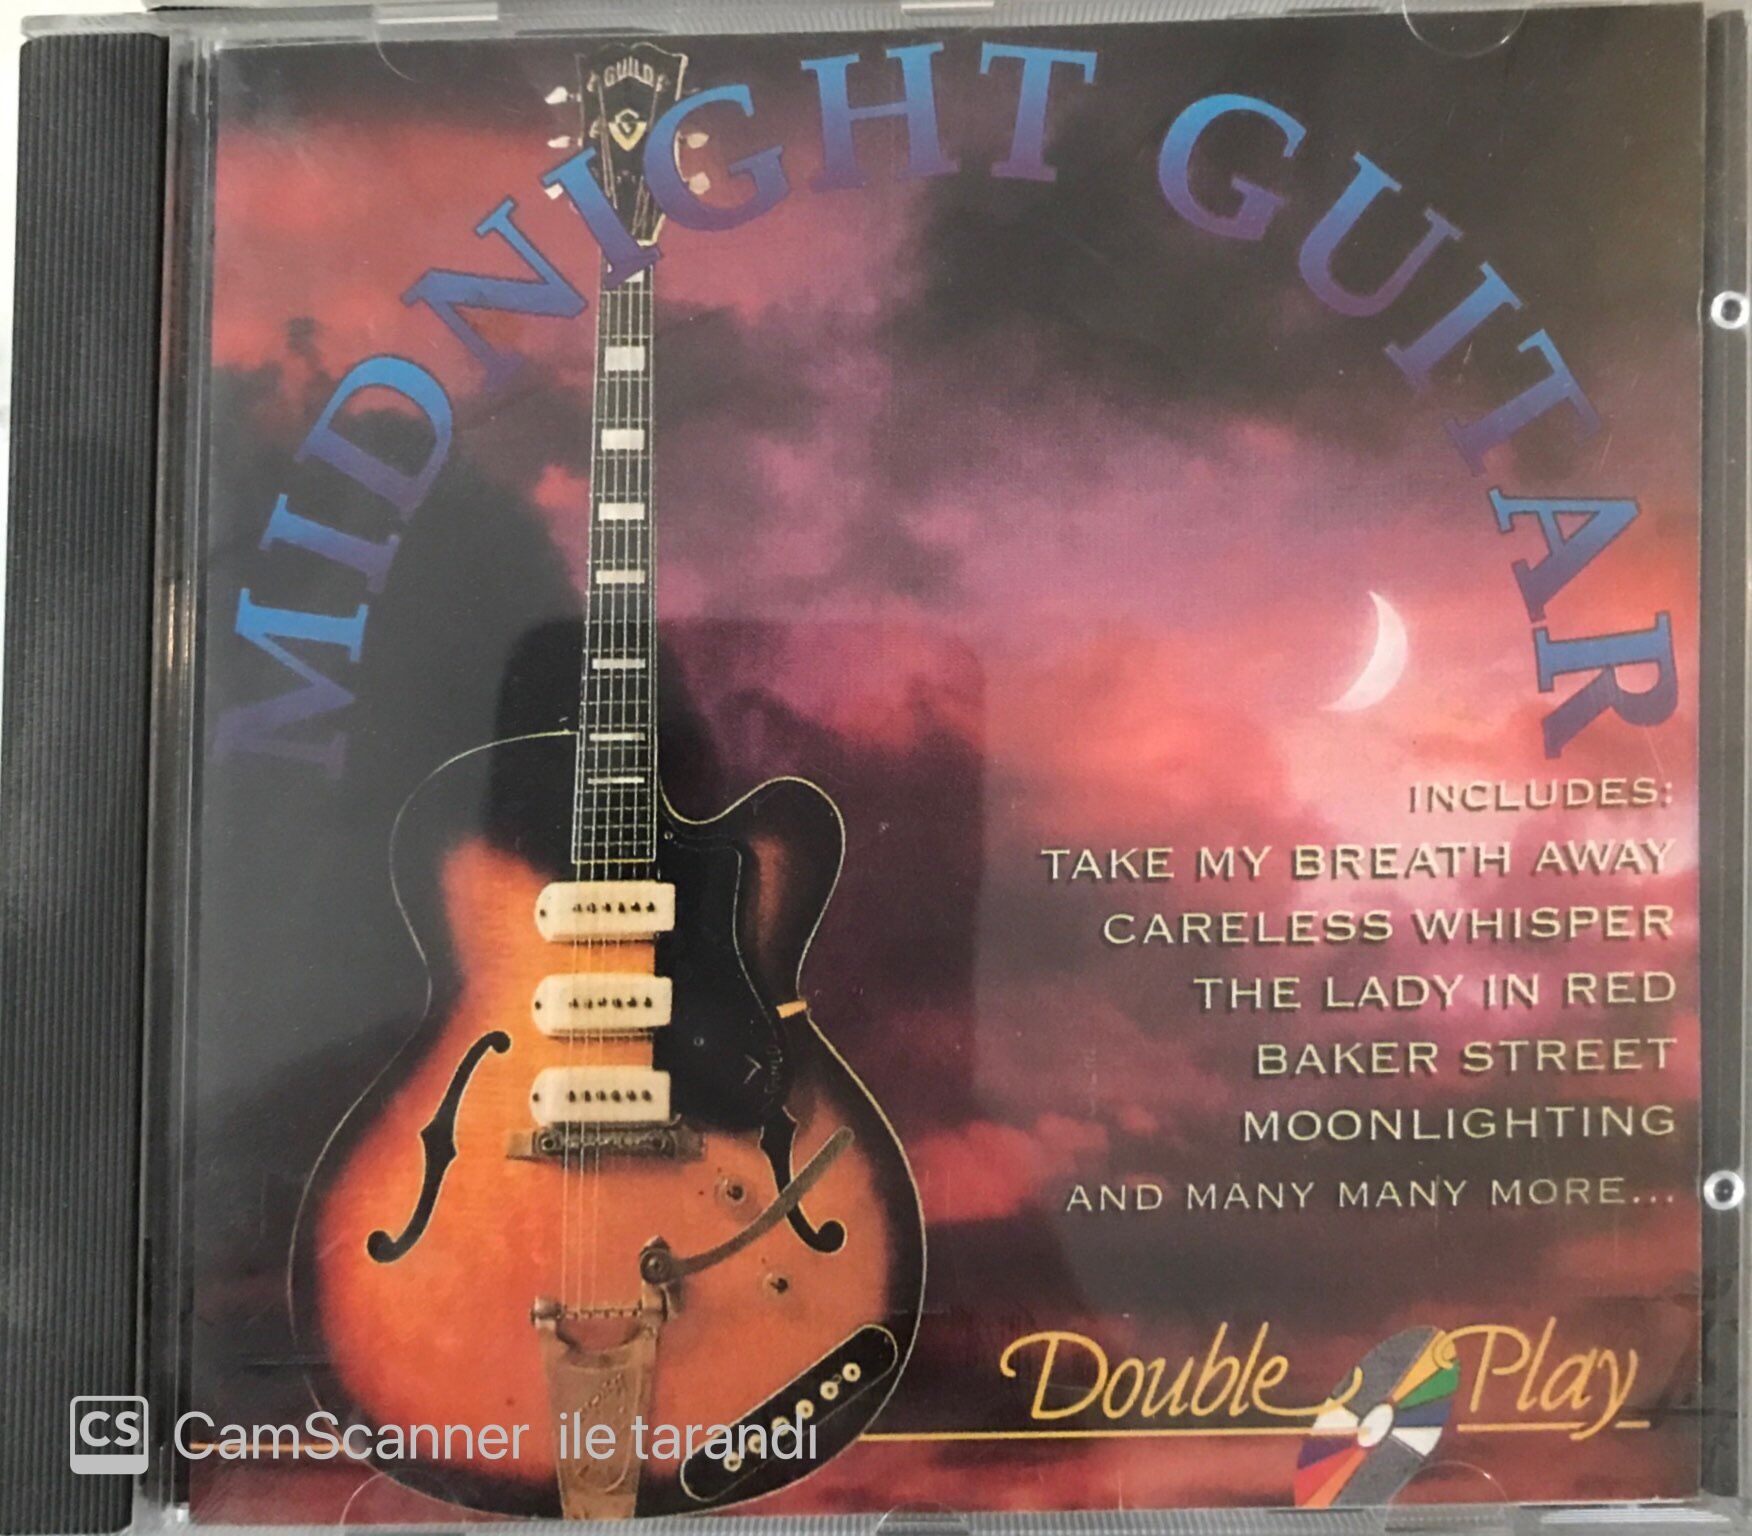 GUILD
G
MIDNIGHT GUITAR
INCLUDES:
TAKE MY BREATH AWAY
CARELESS WHISPER
THE LADY IN RED
BAKER STREET
MOONLIGHTING
AND MANY MANY MORE...
Double Play
CS CamScanner ile tarandı